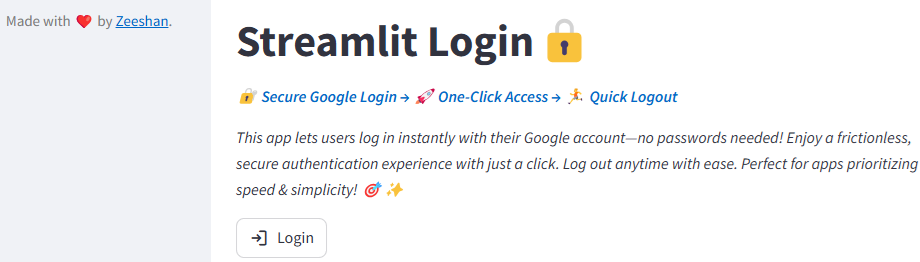 Made with ❤️ by Zeeshan.
Streamlit Login 🔒
🔐 Secure Google Login → 🚀 One-Click Access → 🏃 Quick Logout
This app lets users log in instantly with their Google account—no passwords needed! Enjoy a frictionless,
secure authentication experience with just a click. Log out anytime with ease. Perfect for apps prioritizing
speed & simplicity! 🎯 ✨
Login